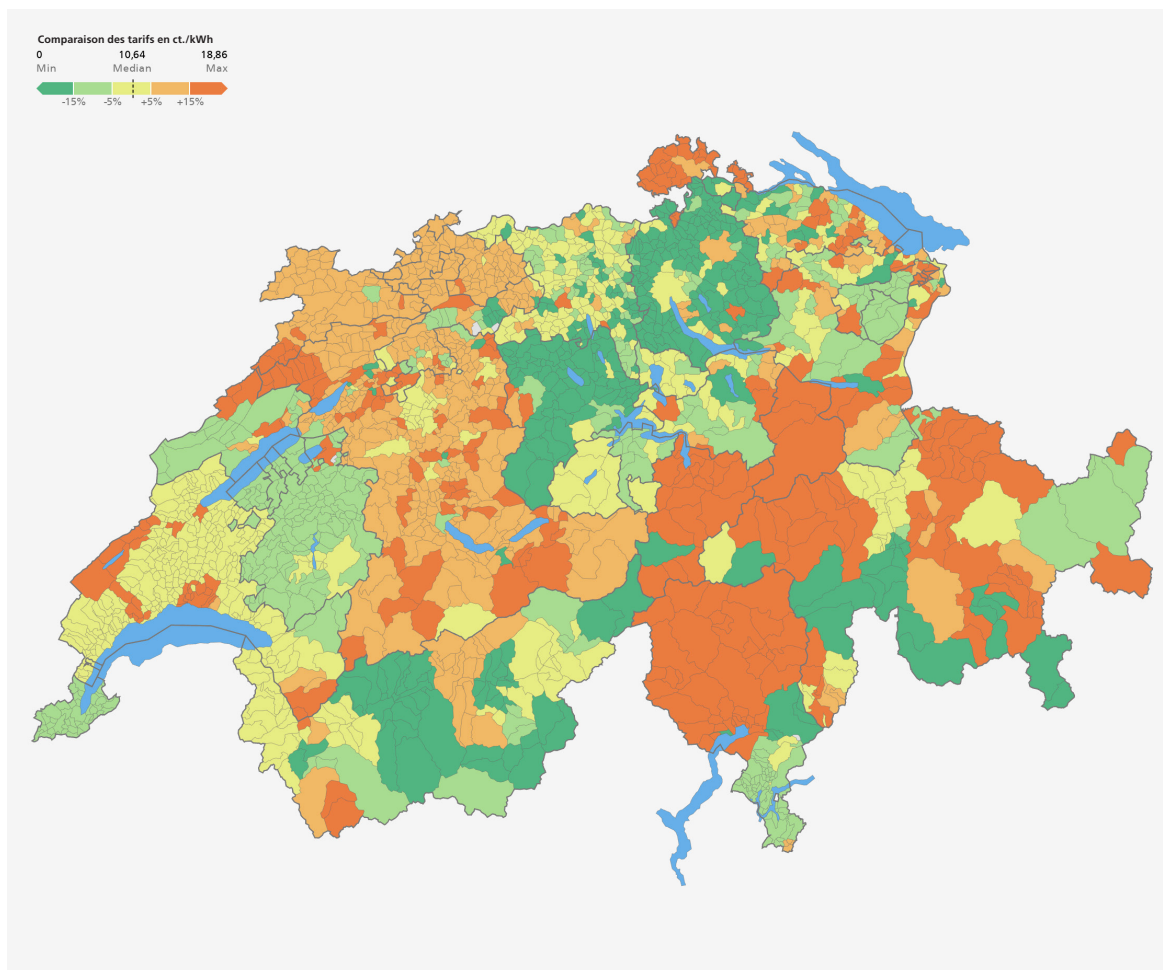 Comparaison des tarifs en ct./kWh
0 10,64 18,86
Min Median Max
-15% -5% +5% +15%